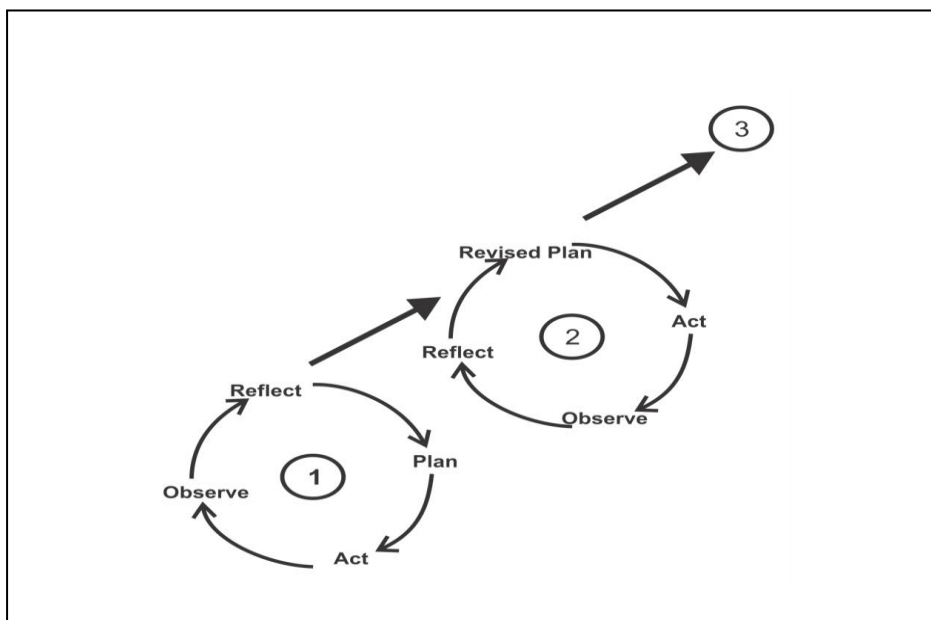 3
Revised Plan
Act
2
Reflect
Observe
Reflect
Plan
1
Observe
Act